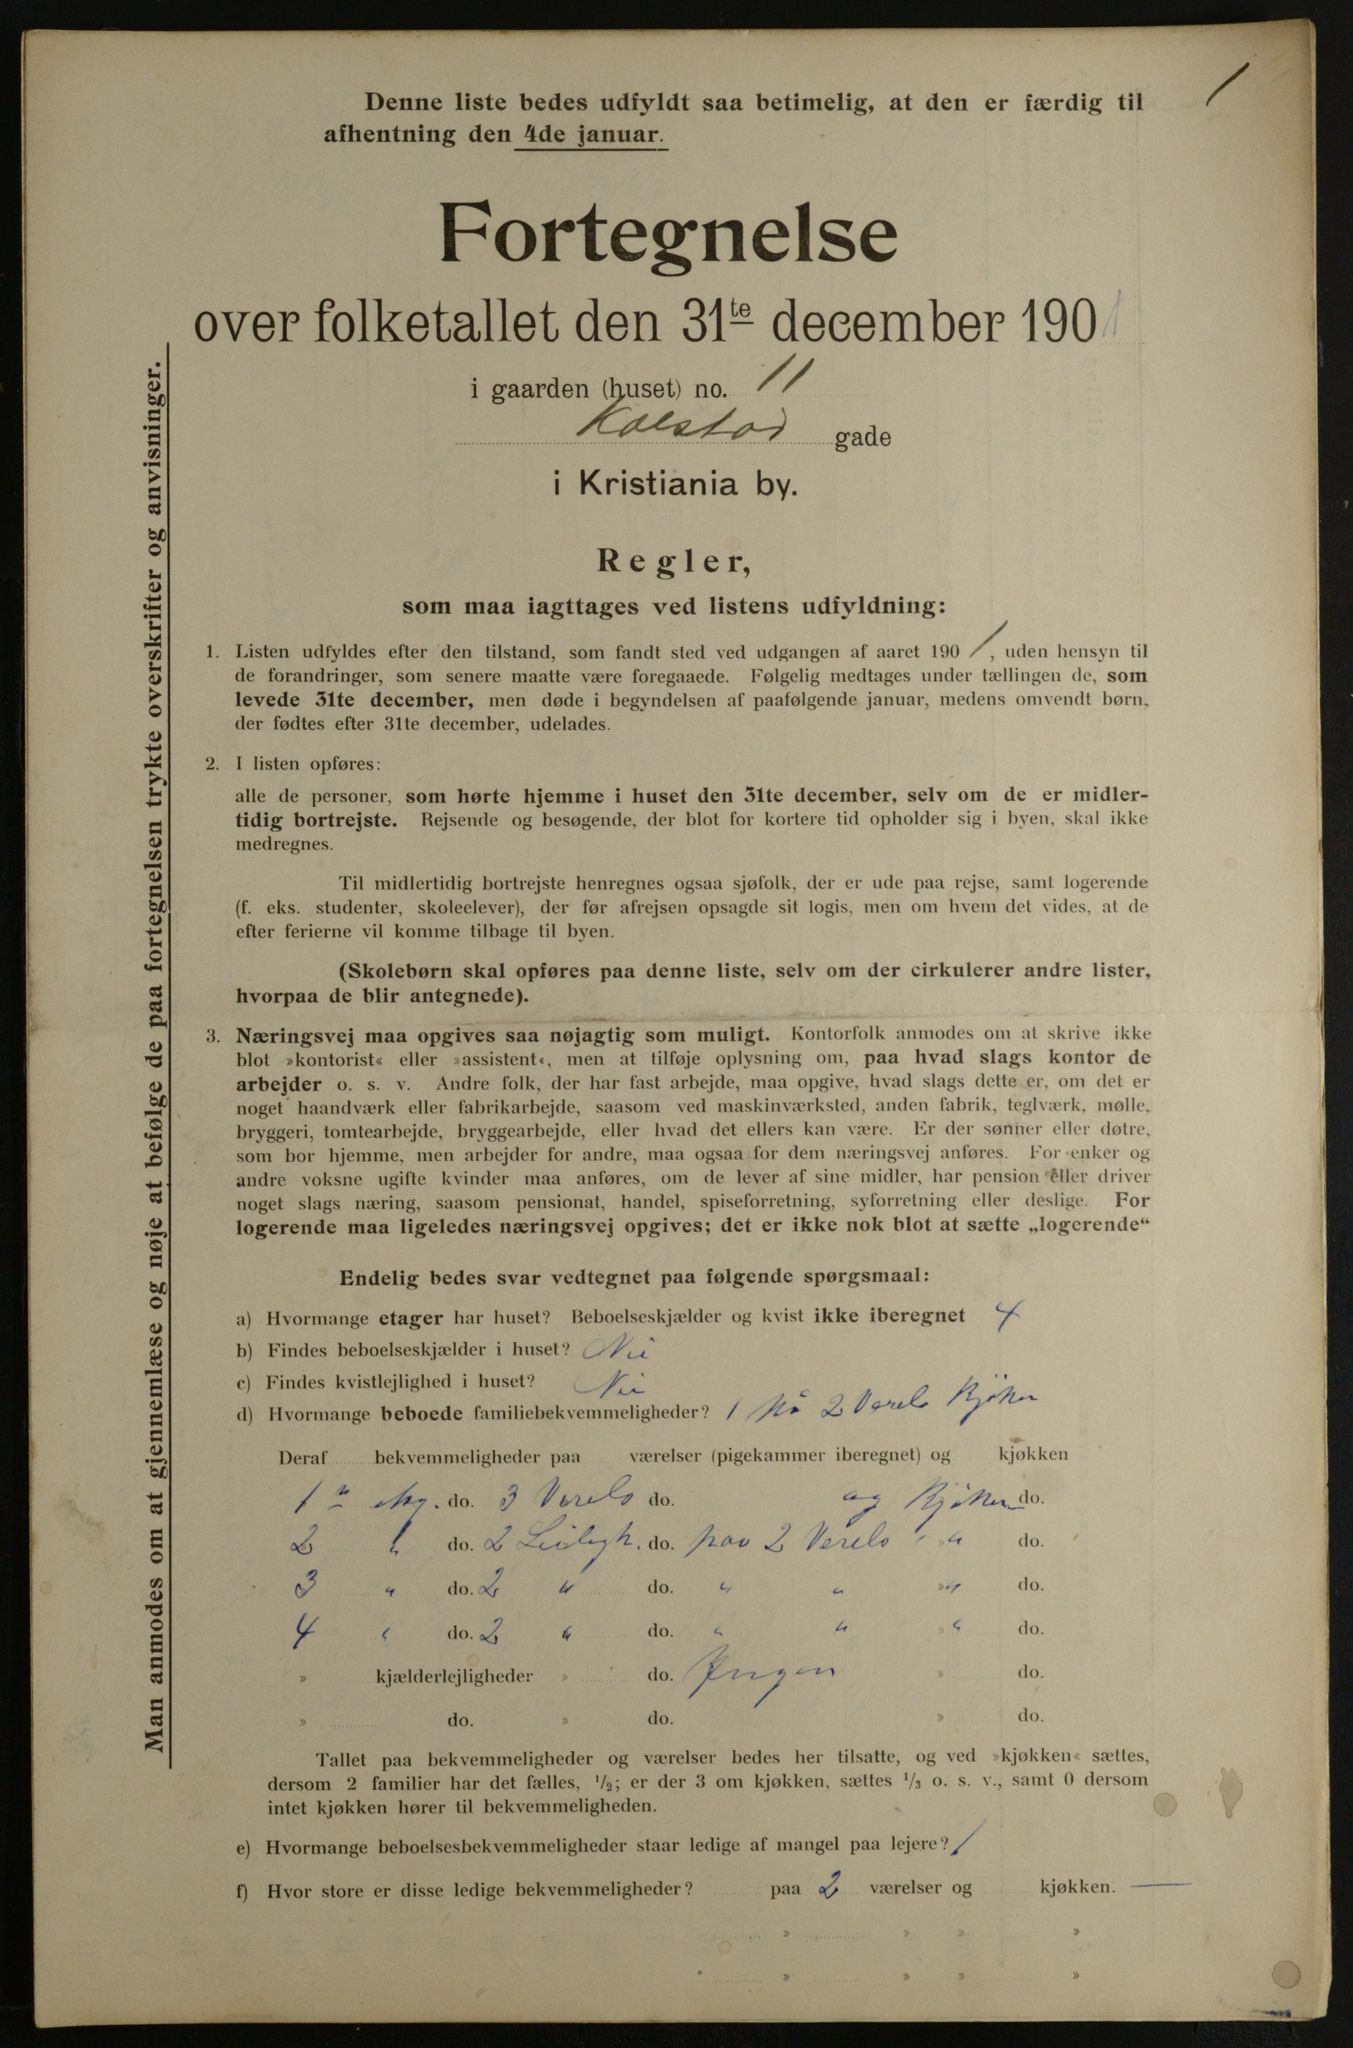 1
Denne liste bedes udfyldt saa betimelig, at den er færdig til
afhentning den 4de januar.
Fortegnelse
over folketallet den 31te december 1901
i gaarden (huset) no. 11
Kolstad gade
i Kristiania by.
Regler,
som maa iagttages ved listens udfyldning:
1. Listen udfyldes efter den tilstand, som fandt sted ved udgangen af aaret 1901, uden hensyn til
de forandringer, som senere maatte være foregaaede. Følgelig medtages under tællingen de, som
levede 31te december, men døde i begyndelsen af paafølgende januar, medens omvendt børn,
der fødtes efter 31te december, udelades.
2. I listen opføres:
alle de personer, som hørte hjemme i huset den 31te december, selv om de er midler-
tidig bortrejste. Rejsende og besøgende, der blot for kortere tid opholder sig i byen, skal ikke
medregnes.
Til midlertidig bortrejste henregnes ogsaa sjøfolk, der er ude paa rejse, samt logerende
(f. eks. studenter, skoleelever), der før afrejsen opsagde sit logis, men om hvem det vides, at de
efter ferierne vil komme tilbage til byen.
(Skolebørn skal opføres paa denne liste, selv om der cirkulerer andre lister,
hvorpaa de blir antegnede).
3. Næringsvej maa opgives saa nøjagtig som muligt. Kontorfolk anmodes om at skrive ikke
blot »kontorist« eller »assistent«, men at tilføje oplysning om, paa hvad slags kontor de
arbejder o. s. v. Andre folk, der har fast arbejde, maa opgive, hvad slags dette er, om det er
noget haandværk eller fabrikarbejde, saasom ved maskinværksted, anden fabrik, teglværk, mølle,
bryggeri, tomtearbejde, bryggearbejde, eller hvad det ellers kan være. Er der sønner eller døtre,
som bor hjemme, men arbejder for andre, maa ogsaa for dem næringsvej anføres. For enker og
andre voksne ugifte kvinder maa anføres, om de lever af sine midler, har pension eller driver
noget slags næring, saasom pensionat, handel, spiseforretning, syforretning eller deslige. For
logerende maa ligeledes næringsvej opgives; det er ikke nok blot at sætte „logerende“
Endelig bedes svar vedtegnet paa følgende spørgsmaal:
a) Hvormange etager har huset? Beboelseskjælder og kvist ikke iberegnet 4
b) Findes beboelseskjælder i huset? Nei
c) Findes kvistlejlighed i huset? Nei
d) Hvormange beboede familiebekvemmeligheder? 1 på 2 Værels Kjøken
Deraf bekvemmeligheder paa værelser (pigekammer iberegnet) og kjøkken
1 etg. do. 3 Værels do. og Kjøken do.
2 " do. 2 Leiligh. do. paa 2 Værels " » " do.
3 " do. 2 " do. " " » " do.
4 " do. 2 " do. " " » " do.
» kjælderlejligheder » do. Ingen » do.
» do. » do. » do.
Tallet paa bekvemmeligheder og værelser bedes her tilsatte, og ved »kjøkken« sættes,
dersom 2 familier har det fælles, 1/2; er der 3 om kjøkken, sættes 1/3 o. s. v., samt 0 dersom
intet kjøkken hører til bekvemmeligheden.
e) Hvormange beboelsesbekvemmeligheder staar ledige af mangel paa lejere? 1
f) Hvor store er disse ledige bekvemmeligheder? paa 2 værelser og kjøkken. —
» » » »
» » » »
Man anmodes om at gjennemlæse og nøje at befølge de paa fortegnelsen trykte overskrifter og anvisninger.